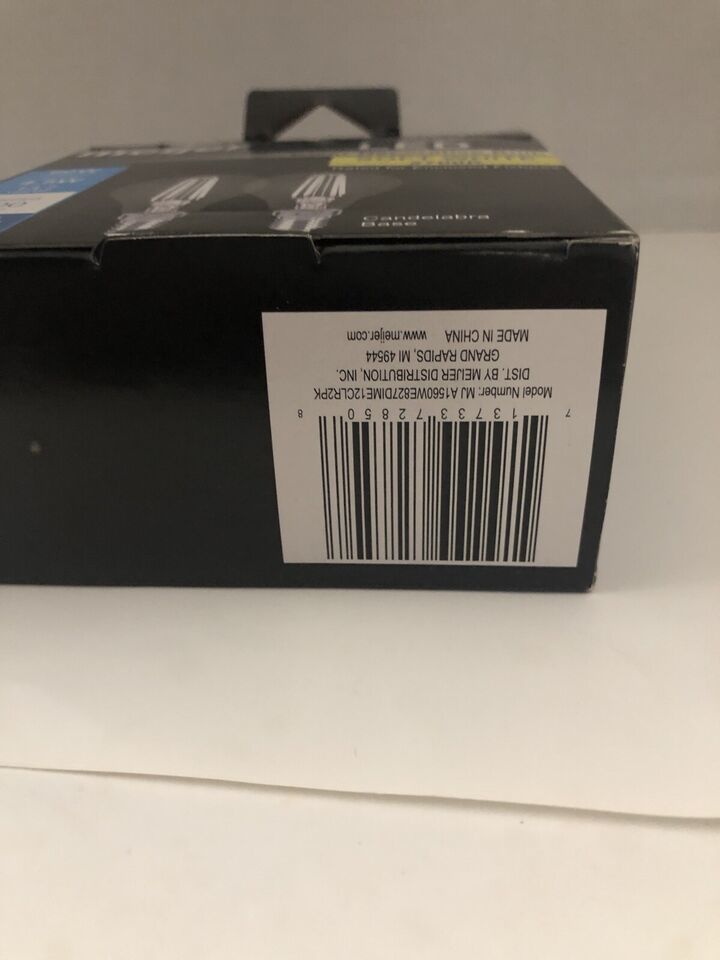 LED
Candelabra
Base
7 13733 72850 8
Model Number: MJ A1560WE827DIME12CLR2PK
DIST. BY MEIJER DISTRIBUTION, INC.
GRAND RAPIDS, MI 49544
MADE IN CHINA www.meijer.com